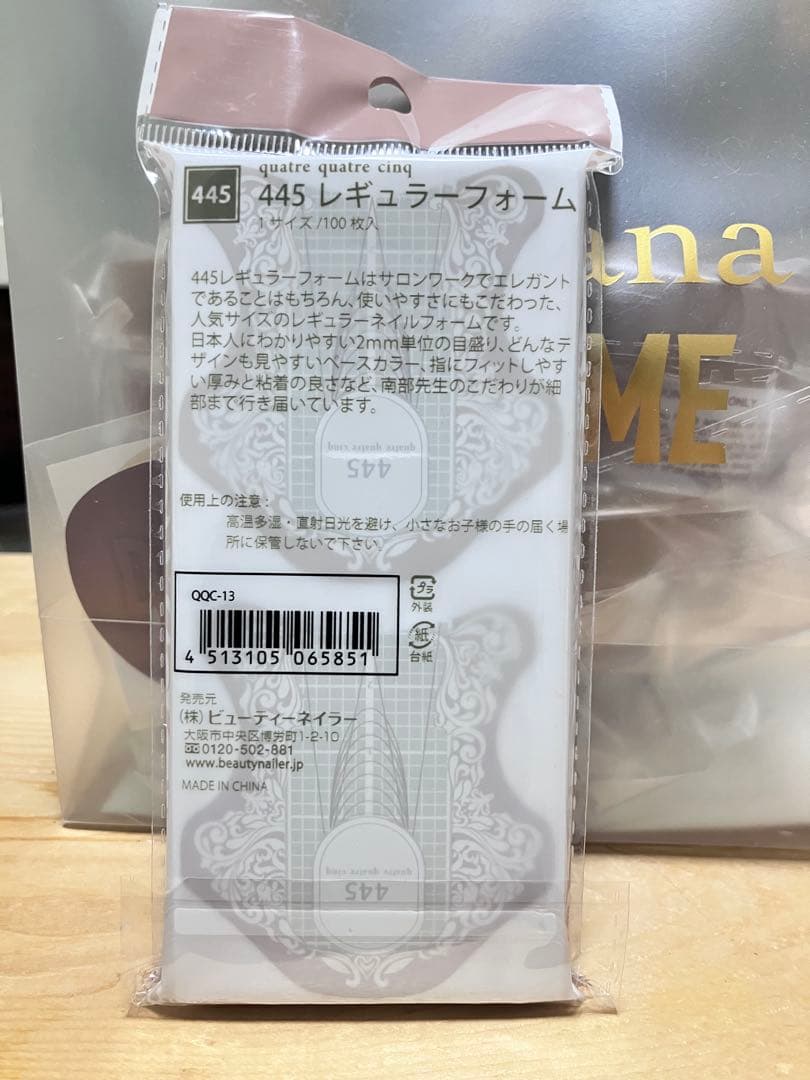 quatre quatre cinq
445
445 レギュラーフォーム
1サイズ/100枚入
445レギュラーフォームはサロンワークでエレガント
であることはもちろん、使いやすさにもこだわった、
人気サイズのレギュラーネイルフォームです。
日本人にわかりやすい2mm単位の目盛り、どんなデ
ザインも見やすいベースカラー、指にフィットしやす
い厚みと粘着の良さなど、南部先生のこだわりが細
部まで行き届いています。
quatre quatre cinq
445
使用上の注意：
高温多湿・直射日光を避け、小さなお子様の手の届く場
所に保管しないで下さい。
QQC-13
4 513105 065851
プラ
外装
紙
台紙
発売元
(株)ビューティーネイラー
大阪市中央区博労町1-2-10
0120-502-881
www.beautynailer.jp
MADE IN CHINA
quatre quatre cinq
445
ana
ME
ONLY